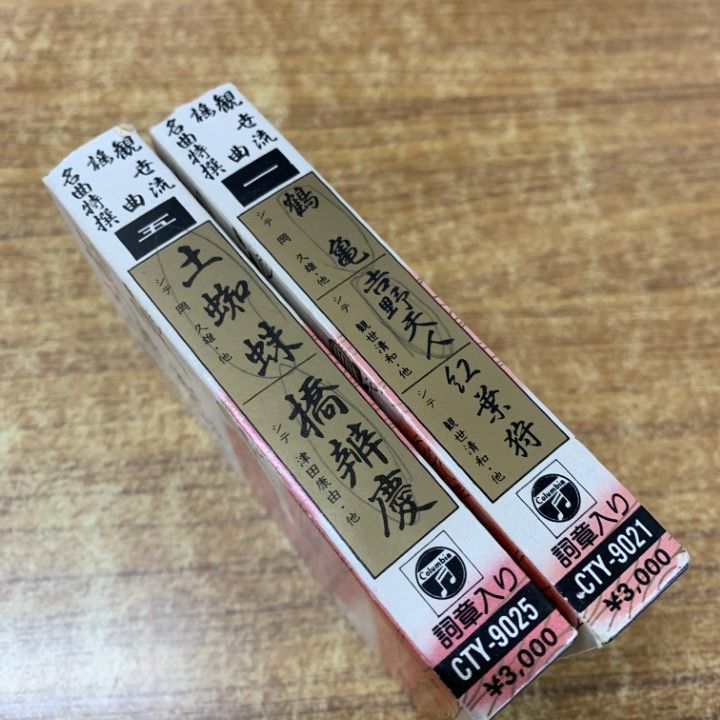 観世流
謡曲
名曲特撰
五
土蜘蛛
シテ 岡 久雄・他
橋辨慶
シテ 津田康由・他
Columbia
詞章入り
CTY-9025
¥3,000
観世流
謡曲
名曲特撰
一
鶴亀
シテ 岡 久雄・他
吉野天人
シテ 観世清和・他
紅葉狩
シテ 観世清和・他
Columbia
詞章入り
CTY-9021
¥3,000